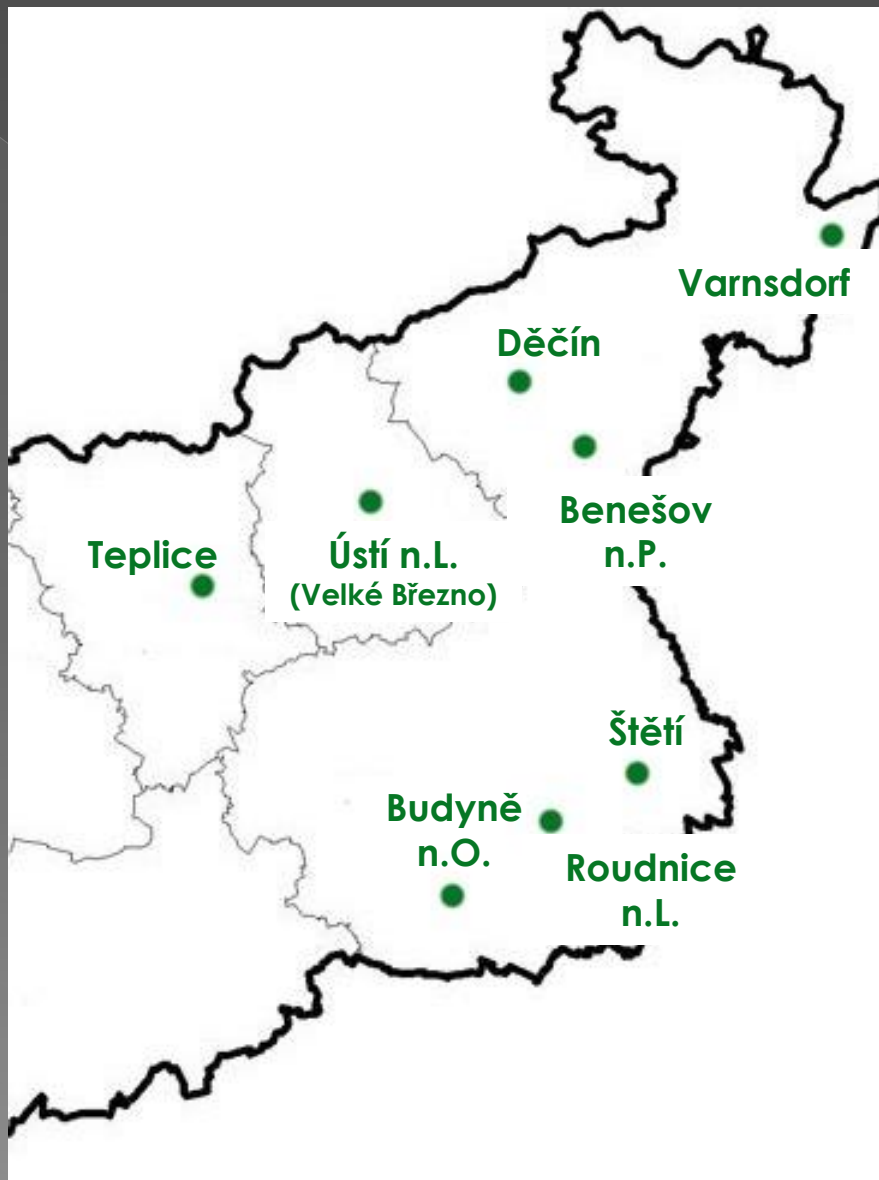 Varnsdorf
Děčín
Benešov
n.P.
Teplice
Ústí n.L.
(Velké Březno)
Štětí
Budyně
n.O.
Roudnice
n.L.